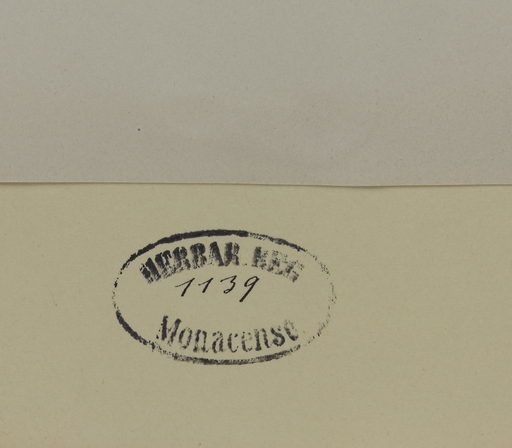 HERBAR. REG
1139
Monacense